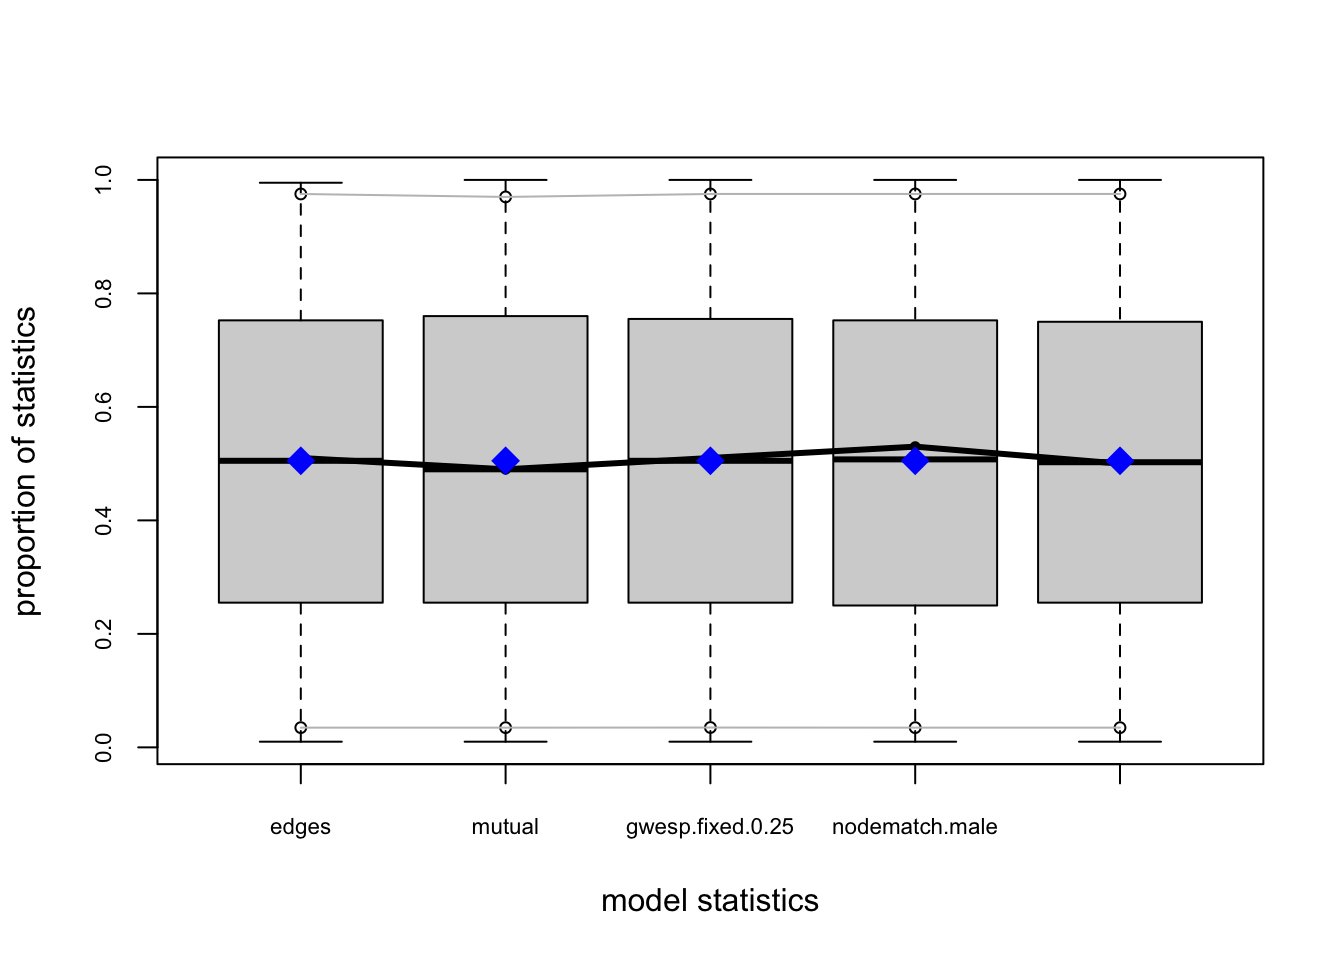 proportion of statistics
1.0
0.8
0.6
0.4
0.2
0.0
edges mutual gwesp.fixed.0.25 nodematch.male
model statistics